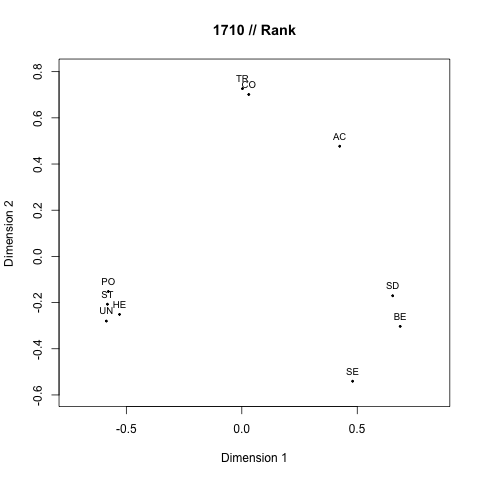 1710 // Rank
Dimension 2
0.8
0.6
0.4
0.2
0.0
-0.2
-0.4
-0.6
TR
CO
AC
PO
ST
HE
UN
SD
BE
SE
-0.5
0.0
0.5
Dimension 1